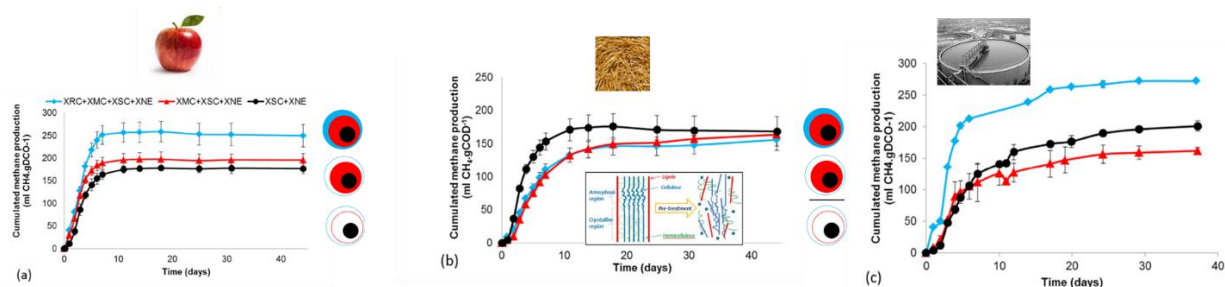 XRC+XMC+XSC+XNE
XMC+XSC+XNE
XSC+XNE
Cumulated methane production
(ml CH4.gDCO-1)
300
250
200
150
100
50
0
0 10 20 30 40 50
Time (days)
(a)
Cumulated methane production
(ml CH₄-gCOD⁻¹)
250
200
150
100
50
0
0 10 20 30 40 50
Time (days)
(b)
Lignin
Cellulose
Amorphous
region
Crystalline
region
Pre-treatment
Hemicellulose
Cumulated methane production
(ml CH4.gDCO-1)
300
250
200
150
100
50
0
0 10 20 30 40
Time (days)
(c)